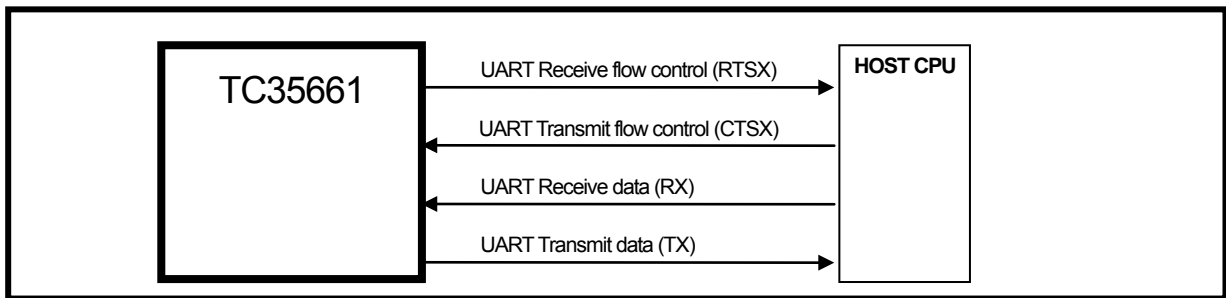 TC35661
UART Receive flow control (RTSX)
HOST CPU
UART Transmit flow control (CTSX)
UART Receive data (RX)
UART Transmit data (TX)